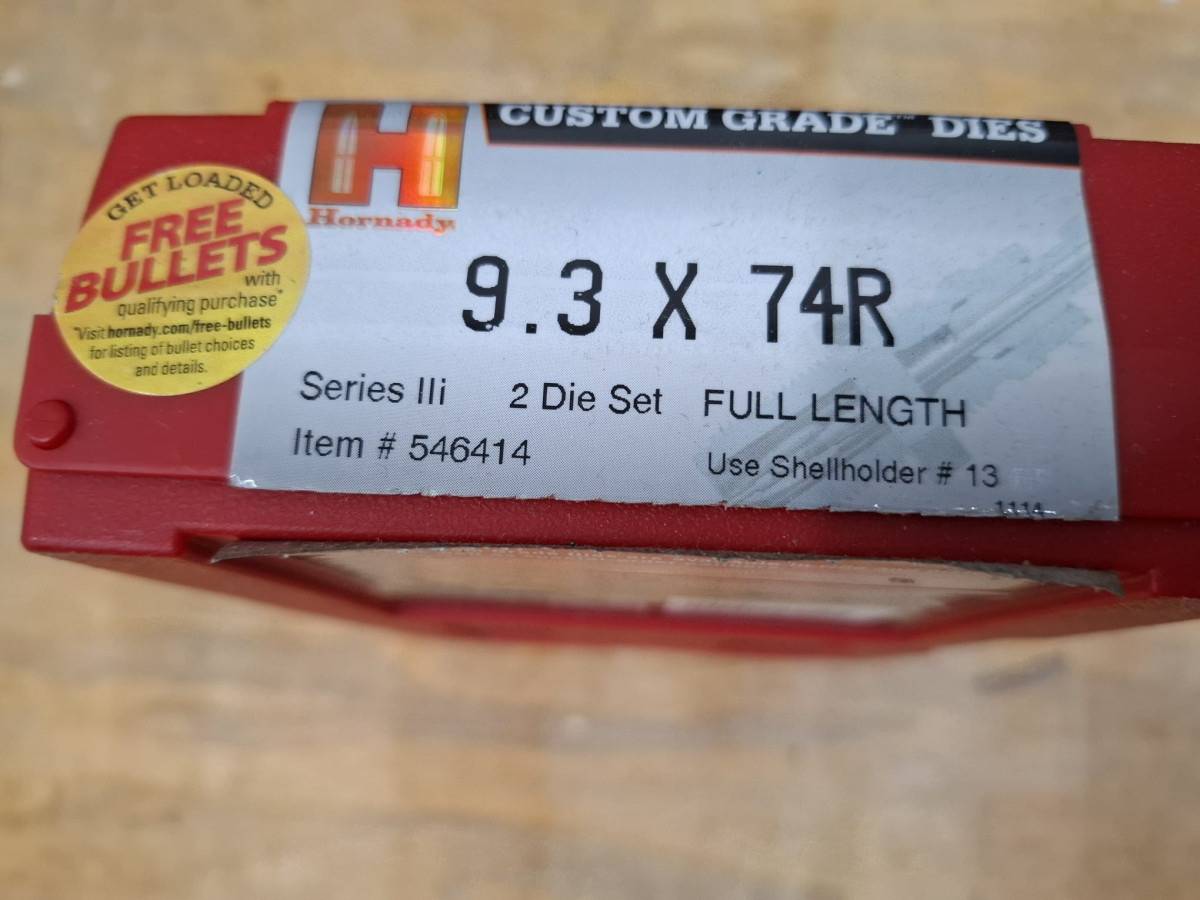 CUSTOM GRADE™ DIES
H
Hornady
GET LOADED
FREE
BULLETS
with
qualifying purchase*
*Visit hornady.com/free-bullets
for listing of bullet choices
and details.
9.3 X 74R
Series IIi 2 Die Set FULL LENGTH
Item # 546414 Use Shellholder # 13
1114